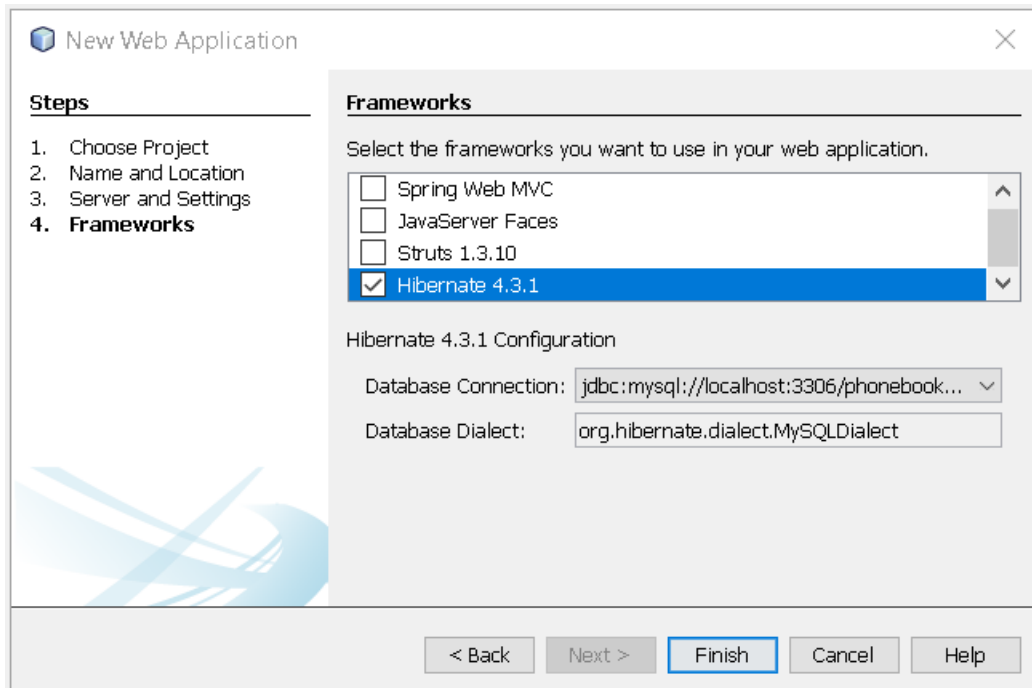 New Web Application
Steps
1. Choose Project
2. Name and Location
3. Server and Settings
4. Frameworks
Frameworks
Select the frameworks you want to use in your web application.
Spring Web MVC
JavaServer Faces
Struts 1.3.10
Hibernate 4.3.1
Hibernate 4.3.1 Configuration
Database Connection: jdbc:mysql://localhost:3306/phonebook...
Database Dialect: org.hibernate.dialect.MySQLDialect
< Back Next > Finish Cancel Help